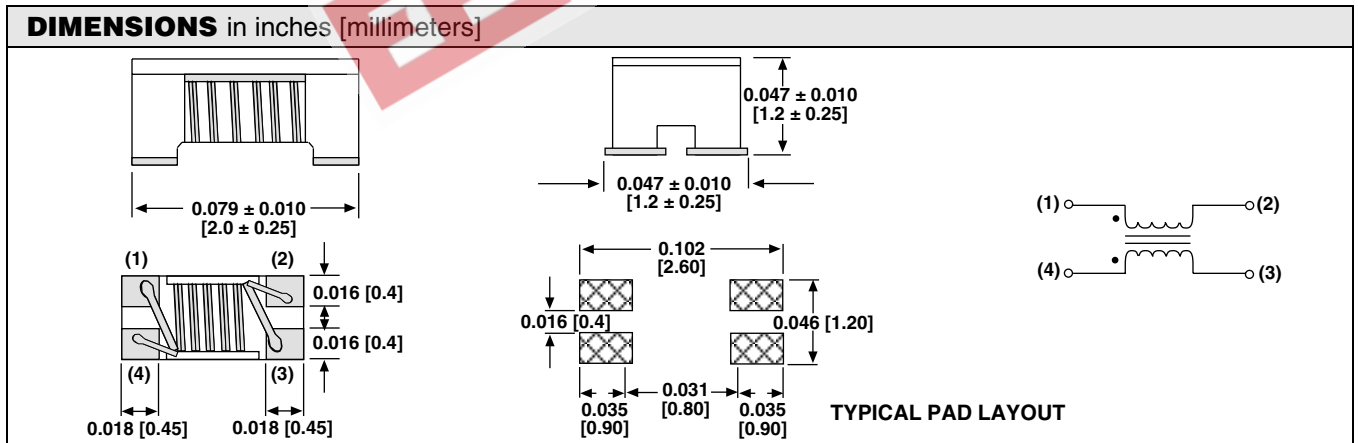 DIMENSIONS in inches [millimeters]
0.047 ± 0.010
[1.2 ± 0.25]
0.079 ± 0.010
[2.0 ± 0.25]
0.047 ± 0.010
[1.2 ± 0.25]
(1) (2)
(4) (3)
(1) (2)
0.016 [0.4]
0.016 [0.4]
(4) (3)
0.018 [0.45] 0.018 [0.45]
0.102
[2.60]
0.016 [0.4]
0.046 [1.20]
0.035
[0.90]
0.031
[0.80]
0.035
[0.90]
TYPICAL PAD LAYOUT